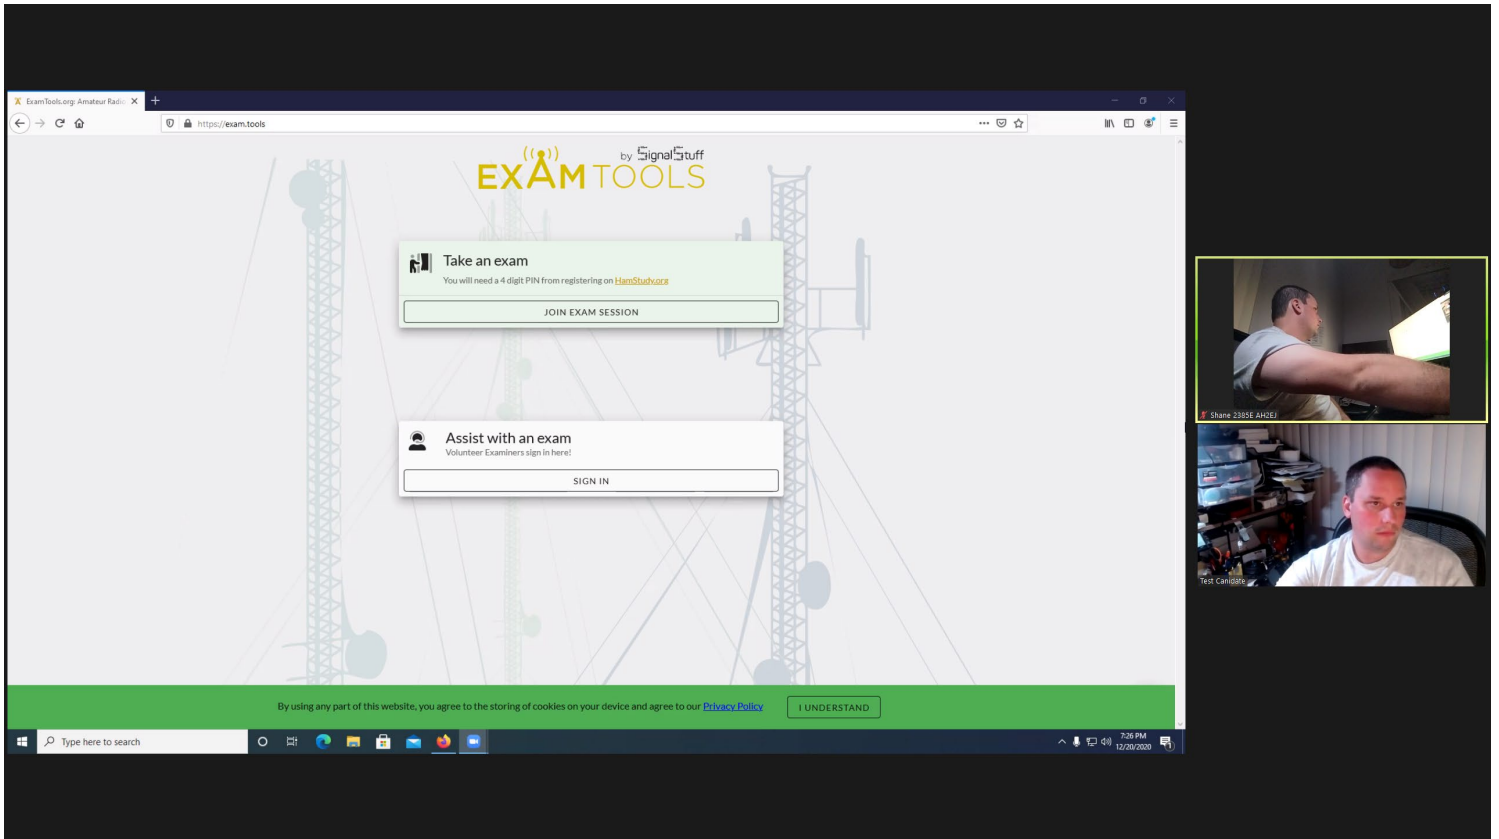 ExamTools.org: Amateur Radio
https://exam.tools
by SignalStuff
EXAMTOOLS
Take an exam
You will need a 4 digit PIN from registering on HamStudy.org
JOIN EXAM SESSION
Assist with an exam
Volunteer Examiners sign in here!
SIGN IN
By using any part of this website, you agree to the storing of cookies on your device and agree to our Privacy Policy
I UNDERSTAND
Type here to search
7:26 PM
12/20/2020
1
Shane 2385E AH2EJ
Test Canidate